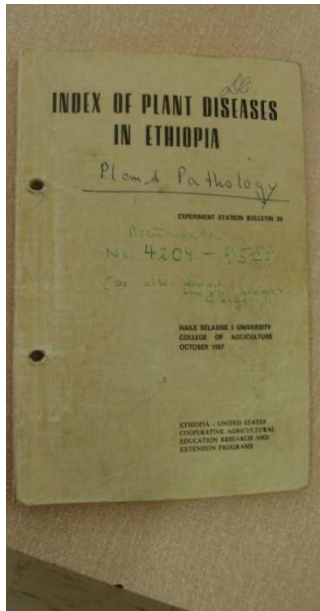 DG
INDEX OF PLANT DISEASES
IN ETHIOPIA
Plant Pathology
EXPERIMENT STATION BULLETIN
No. 4209 -
HAILE SELASSIE I UNIVERSITY
COLLEGE OF AGRICULTURE
OCTOBER 1967
ETHIOPIA - UNITED STATES
COOPERATIVE AGRICULTURAL
EDUCATION RESEARCH AND
EXTENSION PROGRAMS